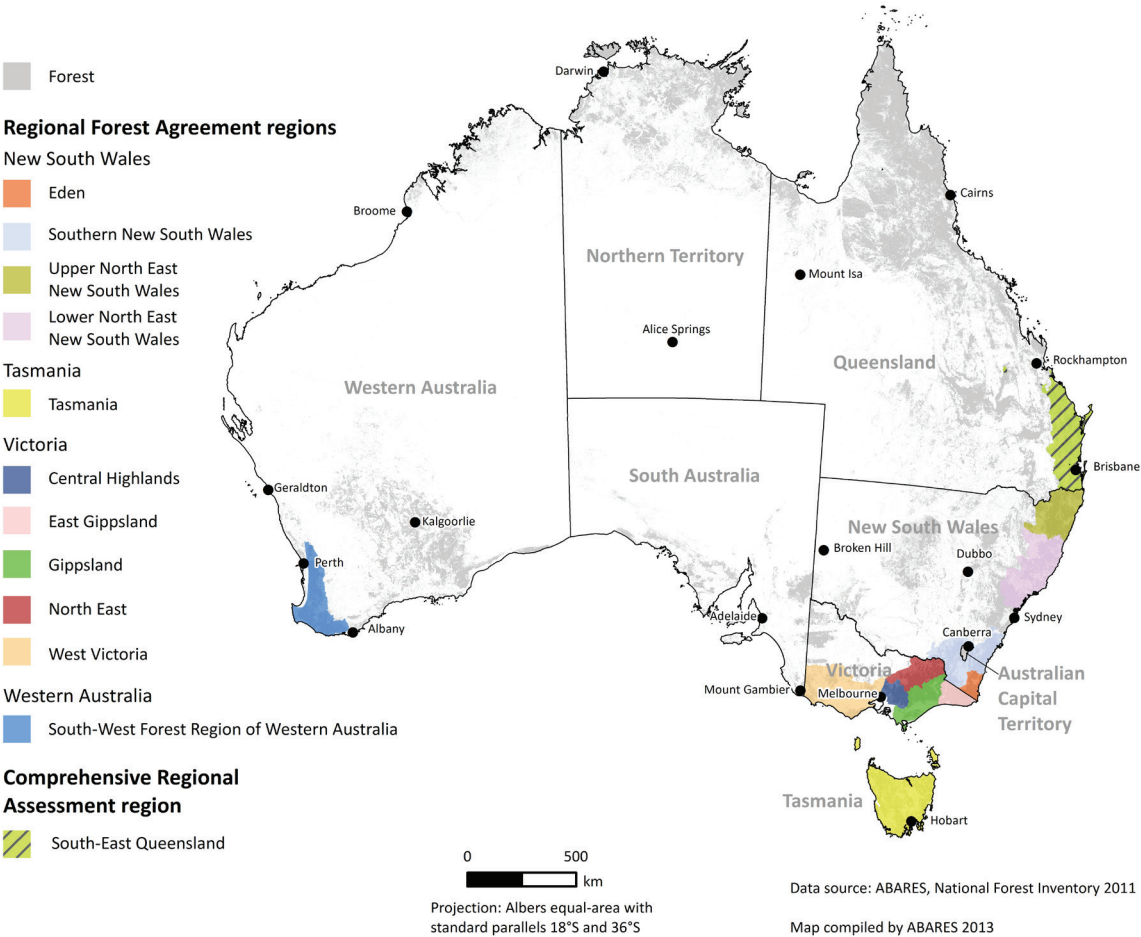 Forest
Regional Forest Agreement regions
New South Wales
Eden
Southern New South Wales
Upper North East
New South Wales
Lower North East
New South Wales
Tasmania
Tasmania
Victoria
Central Highlands
East Gippsland
Gippsland
North East
West Victoria
Western Australia
South-West Forest Region of Western Australia
Comprehensive Regional
Assessment region
South-East Queensland
Darwin
Broome
Cairns
Northern Territory
Mount Isa
Alice Springs
Rockhampton
Queensland
Western Australia
South Australia
Brisbane
Geraldton
Kalgoorlie
New South Wales
Broken Hill
Dubbo
Perth
Albany
Adelaide
Sydney
Canberra
Victoria
Mount Gambier
Melbourne
Australian
Capital
Territory
Tasmania
Hobart
0 500
km
Projection: Albers equal-area with
standard parallels 18°S and 36°S
Data source: ABARES, National Forest Inventory 2011
Map compiled by ABARES 2013